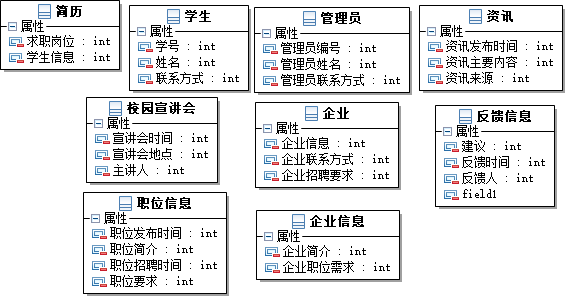 简历
属性
求职岗位 : int
学生信息 : int
学生
属性
学号 : int
姓名 : int
联系方式 : int
管理员
属性
管理员编号 : int
管理员姓名 : int
管理员联系方式 : int
资讯
属性
资讯发布时间 : int
资讯主要内容 : int
资讯来源 : int
校园宣讲会
属性
宣讲会时间 : int
宣讲会地点 : int
主讲人 : int
企业
属性
企业信息 : int
企业联系方式 : int
企业招聘要求 : int
反馈信息
属性
建议 : int
反馈时间 : int
反馈人 : int
field1
职位信息
属性
职位发布时间 : int
职位简介 : int
职位招聘时间 : int
职位要求 : int
企业信息
属性
企业简介 : int
企业职位需求 : int